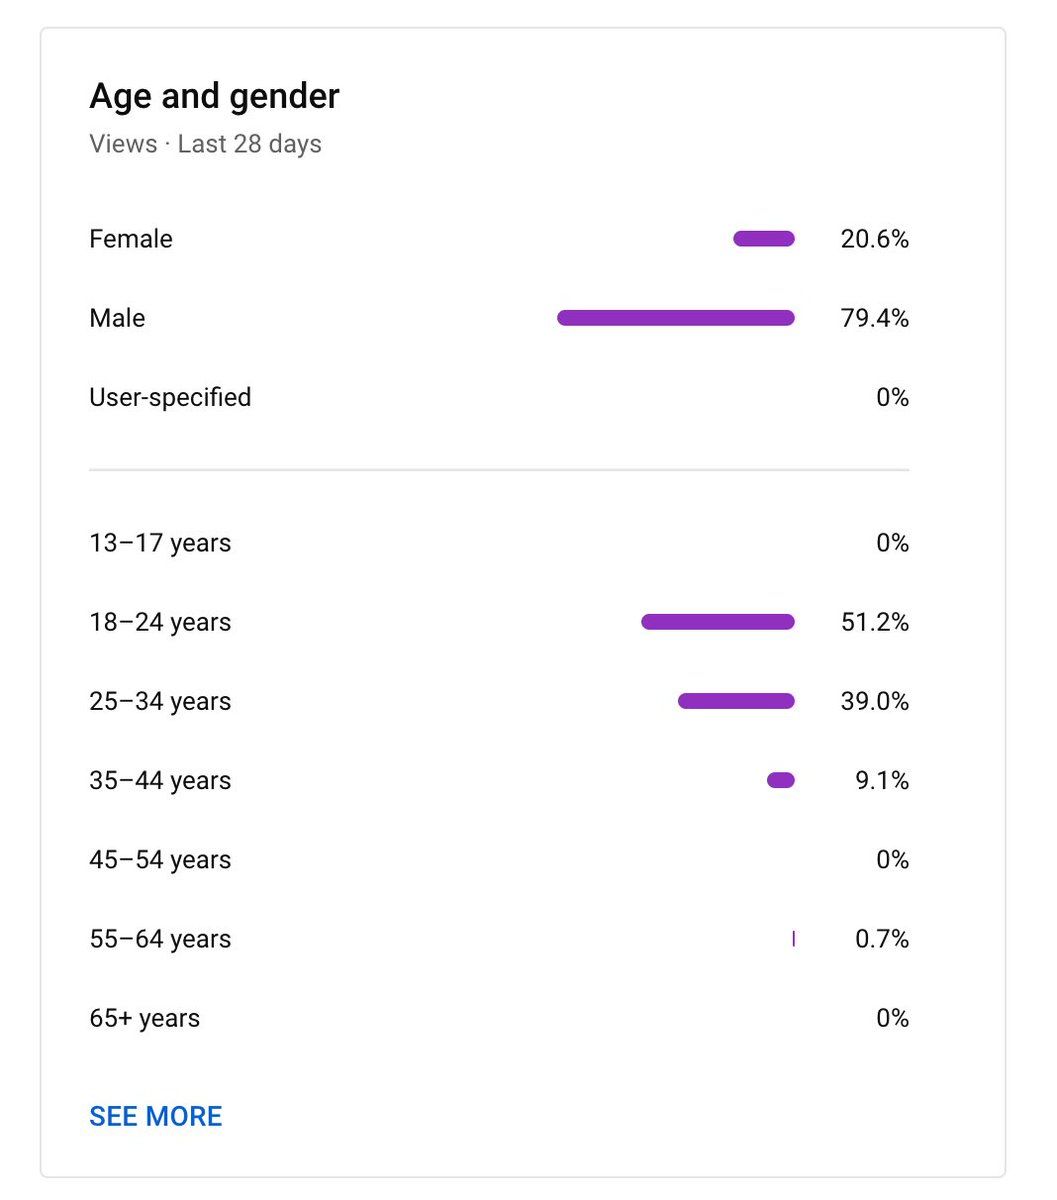 Age and gender
Views · Last 28 days
Female 20.6%
Male 79.4%
User-specified 0%
13–17 years 0%
18–24 years 51.2%
25–34 years 39.0%
35–44 years 9.1%
45–54 years 0%
55–64 years 0.7%
65+ years 0%
SEE MORE